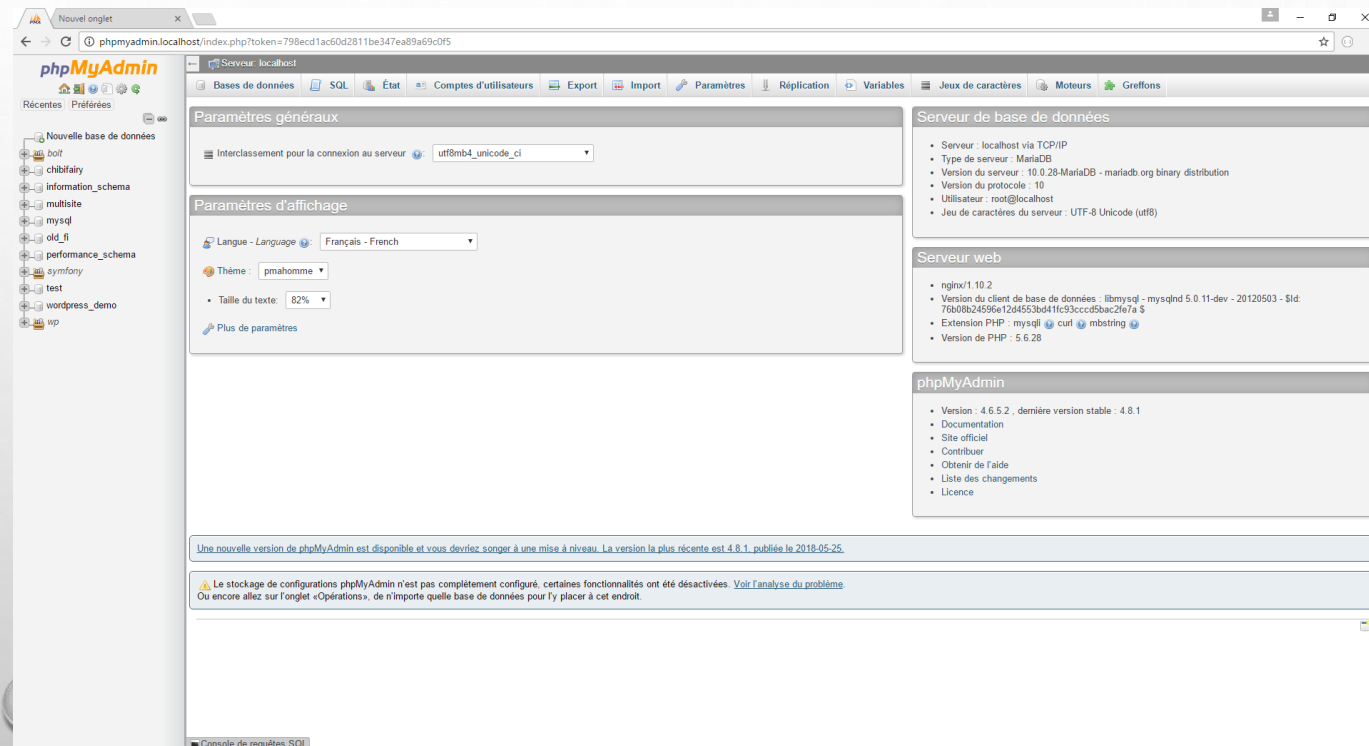 PMA
Nouvel onglet
phpmyadmin.localhost/index.php?token=798ecd1ac60d2811be347ea89a69c0f5
phpMyAdmin
Récentes Préférées
Nouvelle base de données
bolt
chibifairy
information_schema
multisite
mysql
old_fi
performance_schema
symfony
test
wordpress_demo
wp
Serveur: localhost
Bases de données SQL État Comptes d'utilisateurs Export Import Paramètres Réplication Variables Jeux de caractères Moteurs Greffons
Paramètres généraux
Interclassement pour la connexion au serveur : utf8mb4_unicode_ci
Paramètres d'affichage
Langue - Language : Français - French
Thème : pmahomme
Taille du texte: 82%
Plus de paramètres
Serveur de base de données
Serveur : localhost via TCP/IP
Type de serveur : MariaDB
Version du serveur : 10.0.28-MariaDB - mariadb.org binary distribution
Version du protocole : 10
Utilisateur : root@localhost
Jeu de caractères du serveur : UTF-8 Unicode (utf8)
Serveur web
nginx/1.10.2
Version du client de base de données : libmysql - mysqlnd 5.0.11-dev - 20120503 - $Id:
76b08b24596e12d4553bd41fc93cccd5bac2fe7a $
Extension PHP : mysqli curl mbstring
Version de PHP : 5.6.28
phpMyAdmin
Version : 4.6.5.2 , dernière version stable : 4.8.1
Documentation
Site officiel
Contribuer
Obtenir de l'aide
Liste des changements
Licence
Une nouvelle version de phpMyAdmin est disponible et vous devriez songer à une mise à niveau. La version la plus récente est 4.8.1, publiée le 2018-05-25.
Le stockage de configurations phpMyAdmin n'est pas complètement configuré, certaines fonctionnalités ont été désactivées. Voir l'analyse du problème.
Ou encore allez sur l'onglet «Opérations», de n'importe quelle base de données pour l'y placer à cet endroit.
Console de requêtes SQL